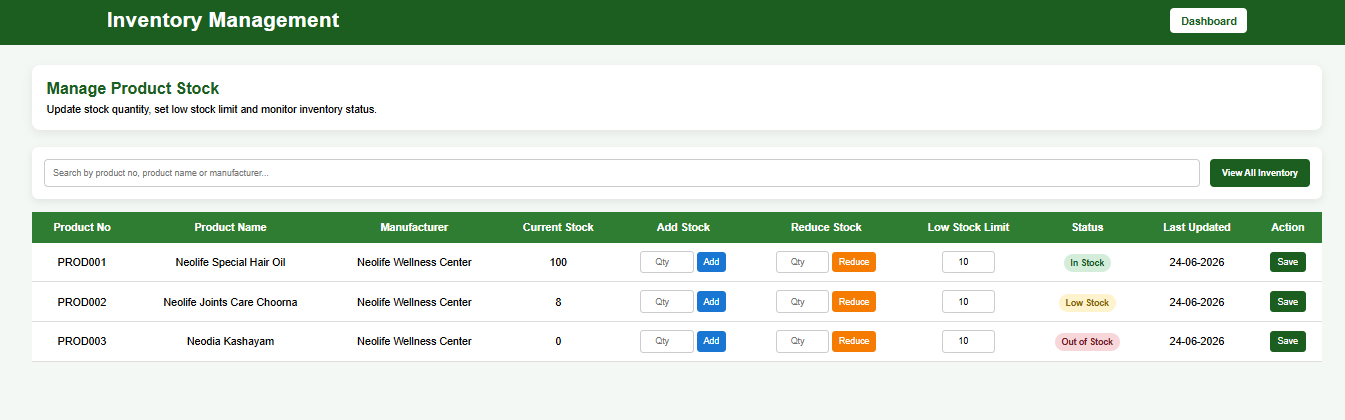 Inventory Management Dashboard
Manage Product Stock
Update stock quantity, set low stock limit and monitor inventory status.
Search by product no, product name or manufacturer... View All Inventory
Product No Product Name Manufacturer Current Stock Add Stock Reduce Stock Low Stock Limit Status Last Updated Action
PROD001 Neolife Special Hair Oil Neolife Wellness Center 100 Qty Add Qty Reduce 10 In Stock 24-06-2026 Save
PROD002 Neolife Joints Care Choorna Neolife Wellness Center 8 Qty Add Qty Reduce 10 Low Stock 24-06-2026 Save
PROD003 Neodia Kashayam Neolife Wellness Center 0 Qty Add Qty Reduce 10 Out of Stock 24-06-2026 Save